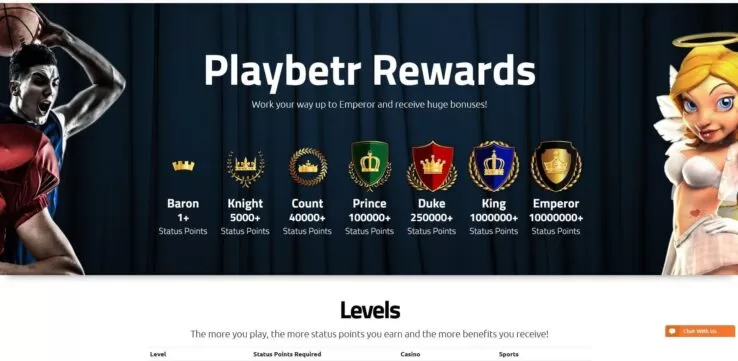 Playbetr Rewards
Work your way up to Emperor and receive huge bonuses!
Baron Knight Count Prince Duke King Emperor
1+ 5000+ 40000+ 100000+ 250000+ 1000000+ 10000000+
Status Points Status Points Status Points Status Points Status Points Status Points Status Points
Levels
The more you play, the more status points you earn and the more benefits you receive!
Chat With Us
Level Status Points Required Casino Sports